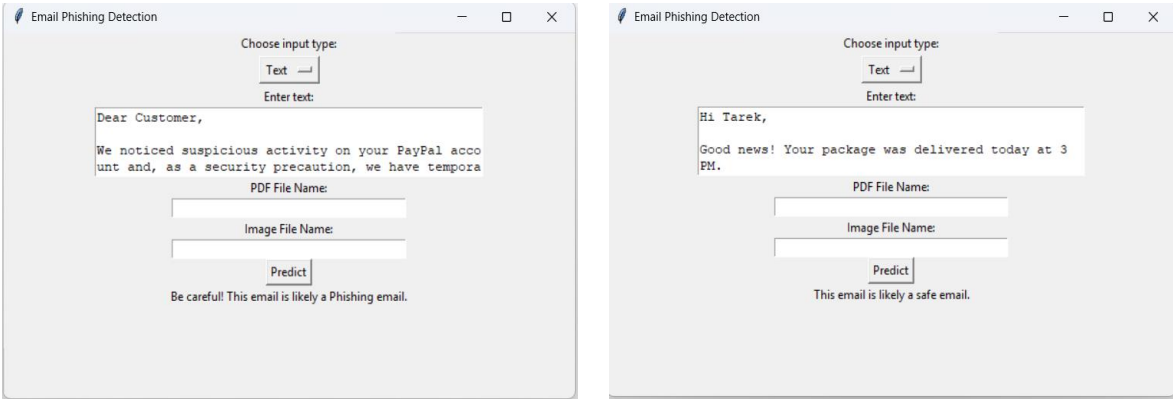 Email Phishing Detection
Choose input type:
Text
Enter text:
Dear Customer,
We noticed suspicious activity on your PayPal acco
unt and, as a security precaution, we have tempora
PDF File Name:
Image File Name:
Predict
Be careful! This email is likely a Phishing email.
Email Phishing Detection
Choose input type:
Text
Enter text:
Hi Tarek,
Good news! Your package was delivered today at 3
PM.
PDF File Name:
Image File Name:
Predict
This email is likely a safe email.